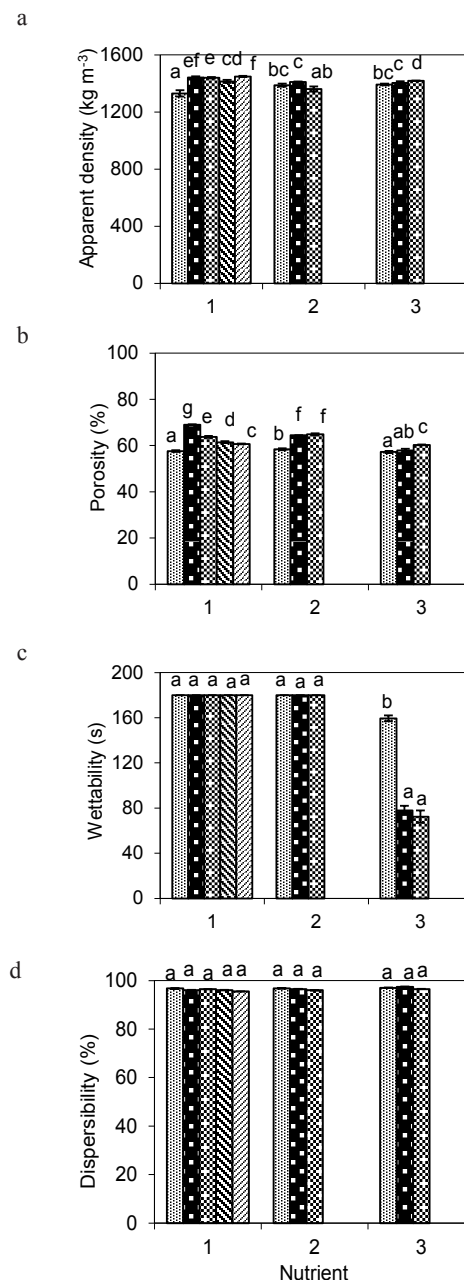 a
Apparent density (kg m⁻³)
1600
1200
800
400
0
a ef e cd f bc c ab bc c d
1 2 3
b
Porosity (%)
100
80
60
40
20
0
a g e d c b f f a ab c
1 2 3
c
Wettability (s)
200
160
120
80
40
0
a a a a a a a a b a a
1 2 3
d
Dispersibility (%)
100
80
60
40
20
0
a a a a a a a a a a a
1 2 3
Nutrient